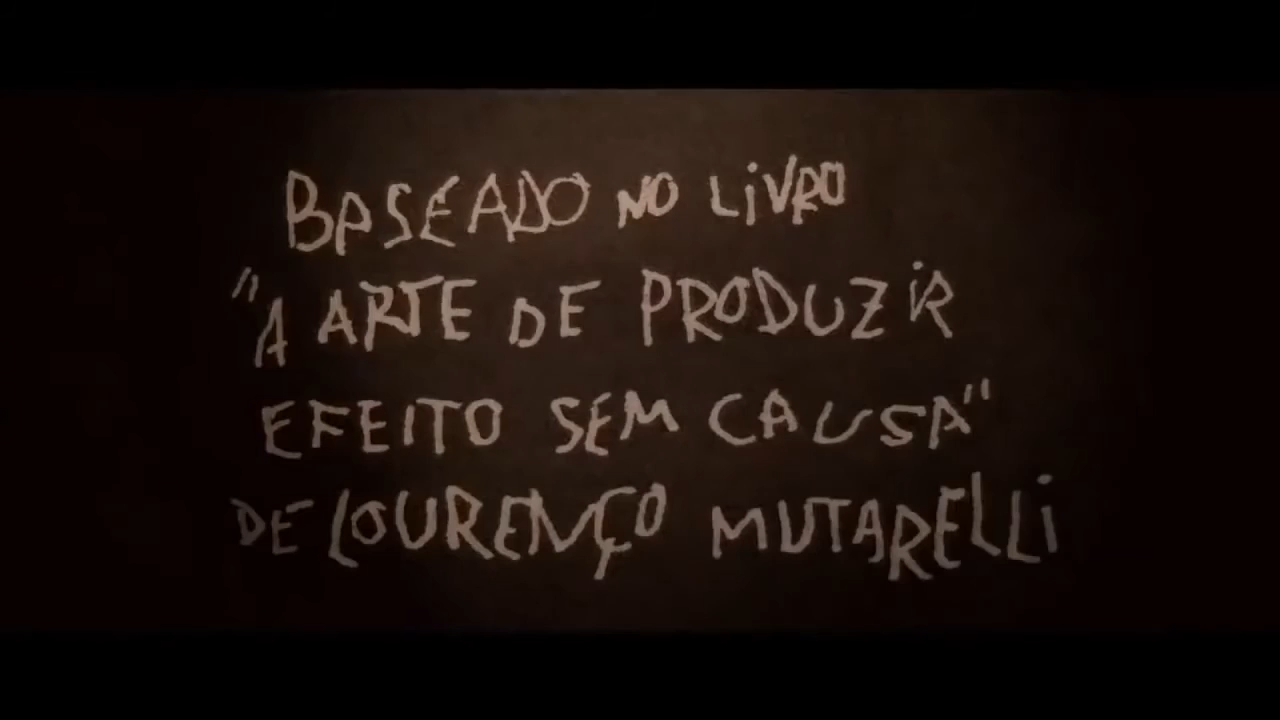 BASEADO NO LiVRO
"A ARTE DE PRODUZiR
EFEITO SEM CAUSA"
DE LOURENÇO MUTARELLi